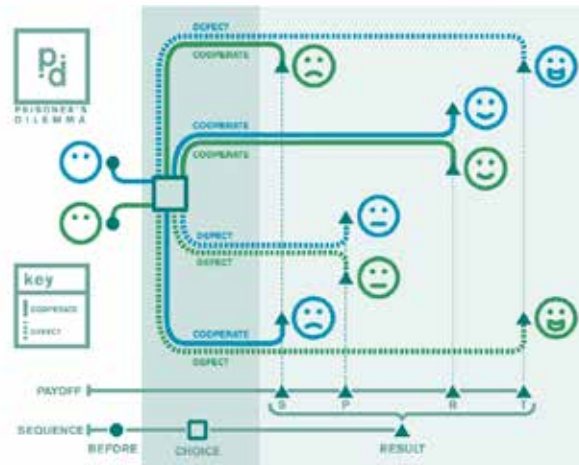 pd
PRISONER'S
DILEMMA
DEFECT
COOPERATE
COOPERATE
COOPERATE
DEFECT
DEFECT
COOPERATE
DEFECT
key
COOPERATE
DEFECT
PAYOFF
S P R T
SEQUENCE
BEFORE CHOICE RESULT